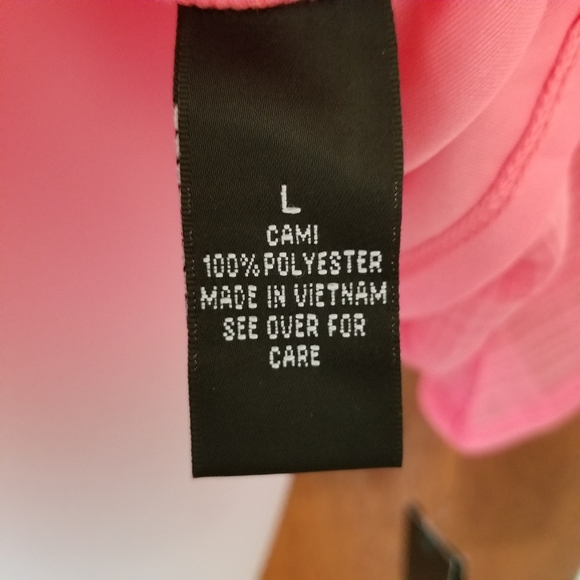 L
CAMI
100% POLYESTER
MADE IN VIETNAM
SEE OVER FOR
CARE